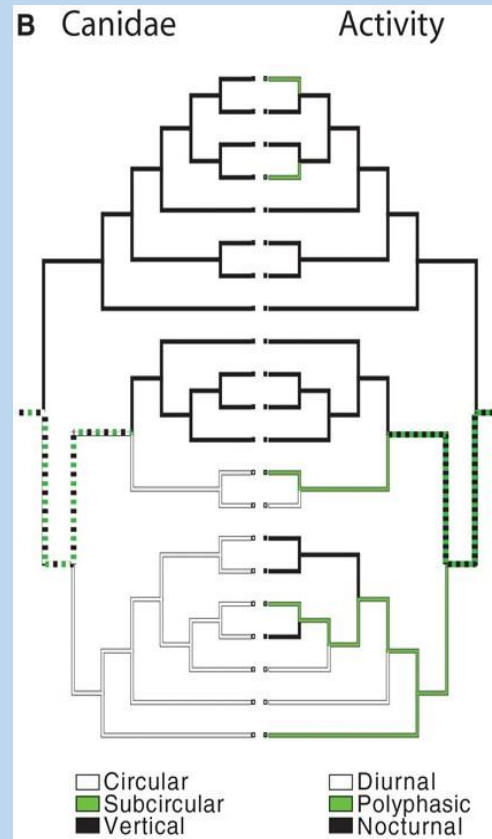 B Canidae Activity
Circular Diurnal
Subcircular Polyphasic
Vertical Nocturnal